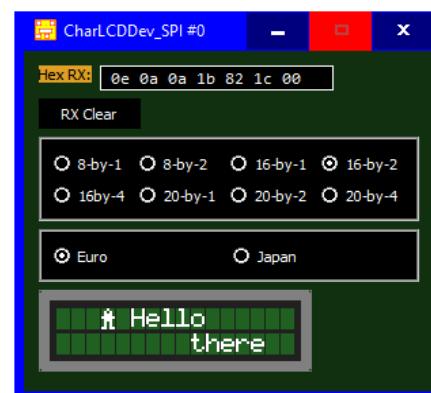 CharLCDDev_SPI #0
Hex RX: 0e 0a 0a 1b 82 1c 00
RX Clear
8-by-1 8-by-2 16-by-1 16-by-2
16by-4 20-by-1 20-by-2 20-by-4
Euro Japan
Hello
there